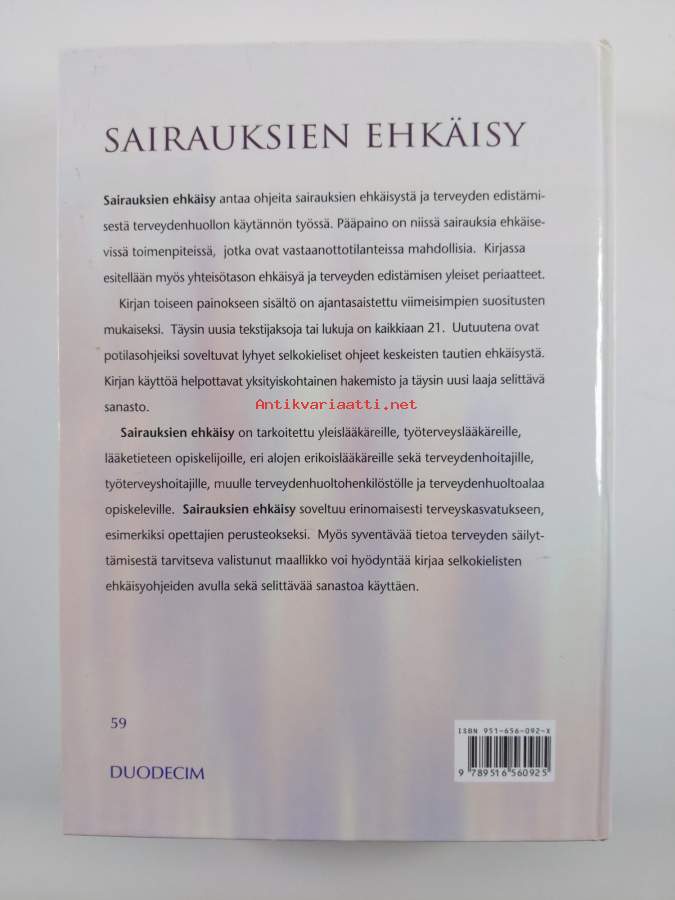 SAIRAUKSIEN EHKÄISY
Sairauksien ehkäisy antaa ohjeita sairauksien ehkäisystä ja terveyden edistämi-
sestä terveydenhuollon käytännön työssä. Pääpaino on niissä sairauksia ehkäise-
vissä toimenpiteissä, jotka ovat vastaanottotilanteissa mahdollisia. Kirjassa
esitellään myös yhteisötason ehkäisyä ja terveyden edistämisen yleiset periaatteet.
Kirjan toiseen painokseen sisältö on ajantasaistettu viimeisimpien suositusten
mukaiseksi. Täysin uusia tekstijaksoja tai lukuja on kaikkiaan 21. Uutuutena ovat
potilasohjeiksi soveltuvat lyhyet selkokieliset ohjeet keskeisten tautien ehkäisystä.
Kirjan käyttöä helpottavat yksityiskohtainen hakemisto ja täysin uusi laaja selittävä
sanasto.
Antikvariaatti.net
Sairauksien ehkäisy on tarkoitettu yleislääkäreille, työterveyslääkäreille,
lääketieteen opiskelijoille, eri alojen erikoislääkäreille sekä terveydenhoitajille,
työterveyshoitajille, muulle terveydenhuoltohenkilöstölle ja terveydenhuoltoalaa
opiskeleville. Sairauksien ehkäisy soveltuu erinomaisesti terveyskasvatukseen,
esimerkiksi opettajien perusteokseksi. Myös syventävää tietoa terveyden säilyt-
tämisestä tarvitseva valistunut maallikko voi hyödyntää kirjaa selkokielisten
ehkäisyohjeiden avulla sekä selittävää sanastoa käyttäen.
59
DUODECIM
ISBN 951-656-092-X
9 789516 560925